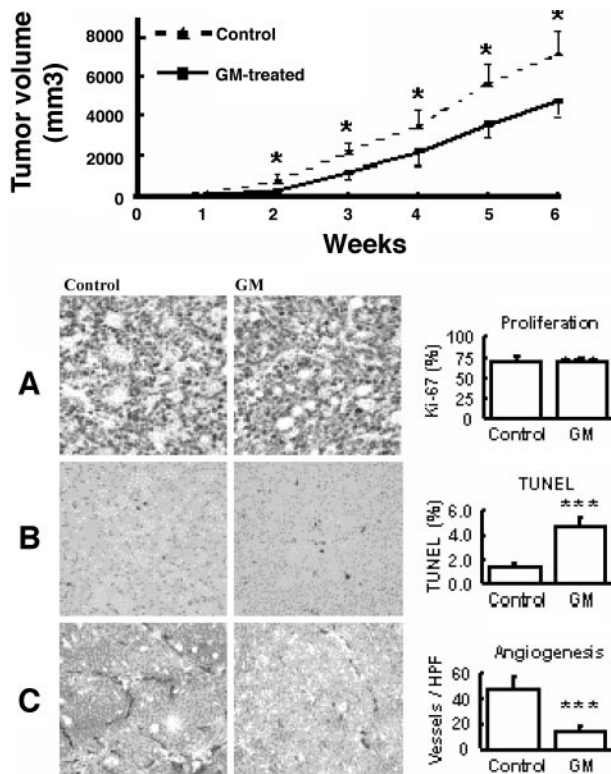 Tumor volume
(mm3)
8000
6000
4000
2000
0
Control
GM-treated
*
*
*
*
*
0 1 2 3 4 5 6
Weeks
Control GM
A
Proliferation
Ki-67 (%)
100
75
50
25
0
Control GM
B
TUNEL
TUNEL (%)
6.0
4.0
2.0
0.0
***
Control GM
C
Angiogenesis
Vessels / HPF
60
40
20
0
***
Control GM